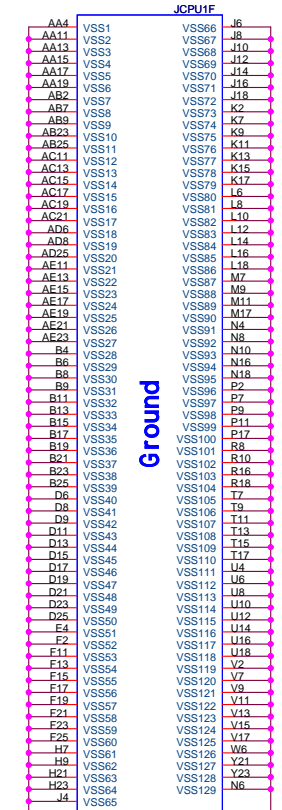 JCPU1F
AA4 VSS1 VSS66 J6
AA11 VSS2 VSS67 J8
AA13 VSS3 VSS68 J10
AA15 VSS4 VSS69 J12
AA17 VSS5 VSS70 J14
AA19 VSS6 VSS71 J16
AB2 VSS7 VSS72 J18
AB7 VSS8 VSS73 K2
AB9 VSS9 VSS74 K7
AB23 VSS10 VSS75 K9
AB25 VSS11 VSS76 K11
AC11 VSS12 VSS77 K13
AC13 VSS13 VSS78 K15
AC15 VSS14 VSS79 K17
AC17 VSS15 VSS80 L6
AC19 VSS16 VSS81 L8
AC21 VSS17 VSS82 L10
AD6 VSS18 VSS83 L12
AD8 VSS19 VSS84 L14
AD25 VSS20 VSS85 L16
AE11 VSS21 VSS86 L18
AE13 VSS22 VSS87 M7
AE15 VSS23 VSS88 M9
AE17 VSS24 VSS89 M11
AE19 VSS25 VSS90 M17
AE21 VSS26 VSS91 N4
AE23 VSS27 VSS92 N8
B4 VSS28 VSS93 N10
B6 VSS29 VSS94 N16
B8 VSS30 VSS95 N18
B9 VSS31 VSS96 P2
B11 VSS32 VSS97 P7
B13 VSS33 VSS98 P9
B15 VSS34 VSS99 P11
B17 VSS35 VSS100 P17
B19 VSS36 VSS101 R8
B21 VSS37 VSS102 R10
B23 VSS38 VSS103 R16
B25 VSS39 VSS104 R18
D6 VSS40 VSS105 T7
D8 VSS41 VSS106 T9
D9 VSS42 VSS107 T11
D11 VSS43 VSS108 T13
D13 VSS44 VSS109 T15
D15 VSS45 VSS110 T17
D17 VSS46 VSS111 U4
D19 VSS47 VSS112 U6
D21 VSS48 VSS113 U8
D23 VSS49 VSS114 U10
D25 VSS50 VSS115 U12
E4 VSS51 VSS116 U14
F2 VSS52 VSS117 U16
F11 VSS53 VSS118 U18
F13 VSS54 VSS119 V2
F15 VSS55 VSS120 V7
F17 VSS56 VSS121 V9
F19 VSS57 VSS122 V11
F21 VSS58 VSS123 V13
F23 VSS59 VSS124 V15
F25 VSS60 VSS125 V17
H7 VSS61 VSS126 W6
H9 VSS62 VSS127 Y21
H21 VSS63 VSS128 Y23
H23 VSS64 VSS129 N6
J4 VSS65
Ground